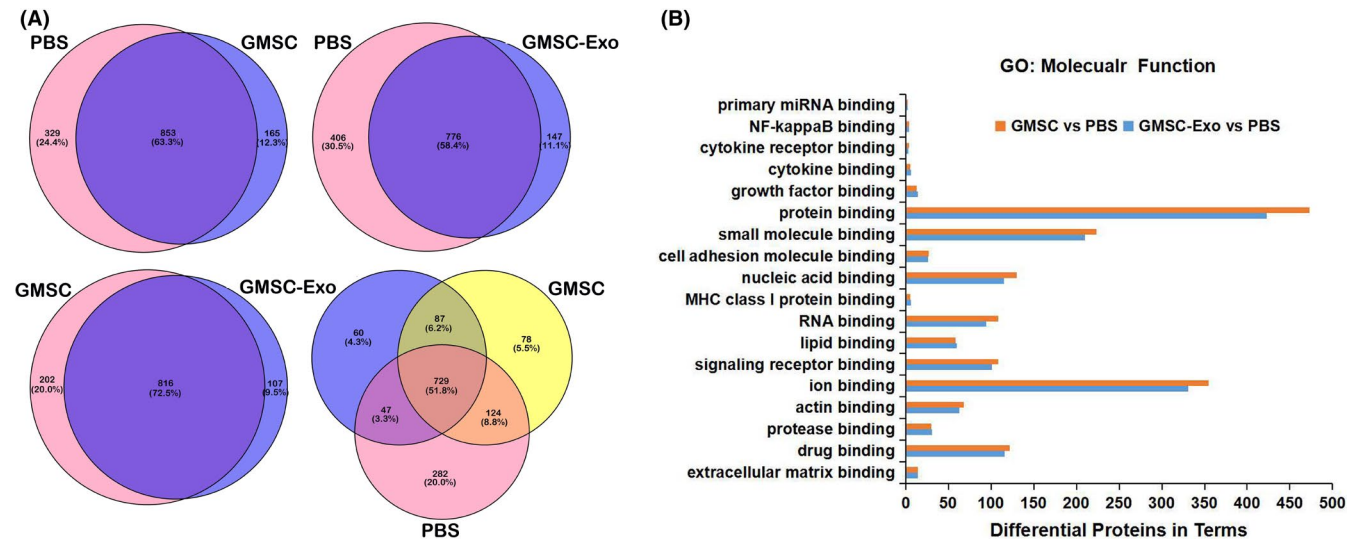 (A)
PBS
GMSC
329
(24.4%)
853
(63.3%)
165
(12.3%)
PBS
GMSC-Exo
406
(30.5%)
776
(58.4%)
147
(11.1%)
GMSC
GMSC-Exo
202
(20.0%)
816
(72.5%)
107
(9.5%)
GMSC
60
(4.3%)
87
(6.2%)
78
(5.5%)
729
(51.8%)
47
(3.3%)
124
(8.8%)
282
(20.0%)
PBS
(B)
GO: Molecualr Function
GMSC vs PBS GMSC-Exo vs PBS
primary miRNA binding
NF-kappaB binding
cytokine receptor binding
cytokine binding
growth factor binding
protein binding
small molecule binding
cell adhesion molecule binding
nucleic acid binding
MHC class I protein binding
RNA binding
lipid binding
signaling receptor binding
ion binding
actin binding
protease binding
drug binding
extracellular matrix binding
0 50 100 150 200 250 300 350 400 450 500
Differential Proteins in Terms